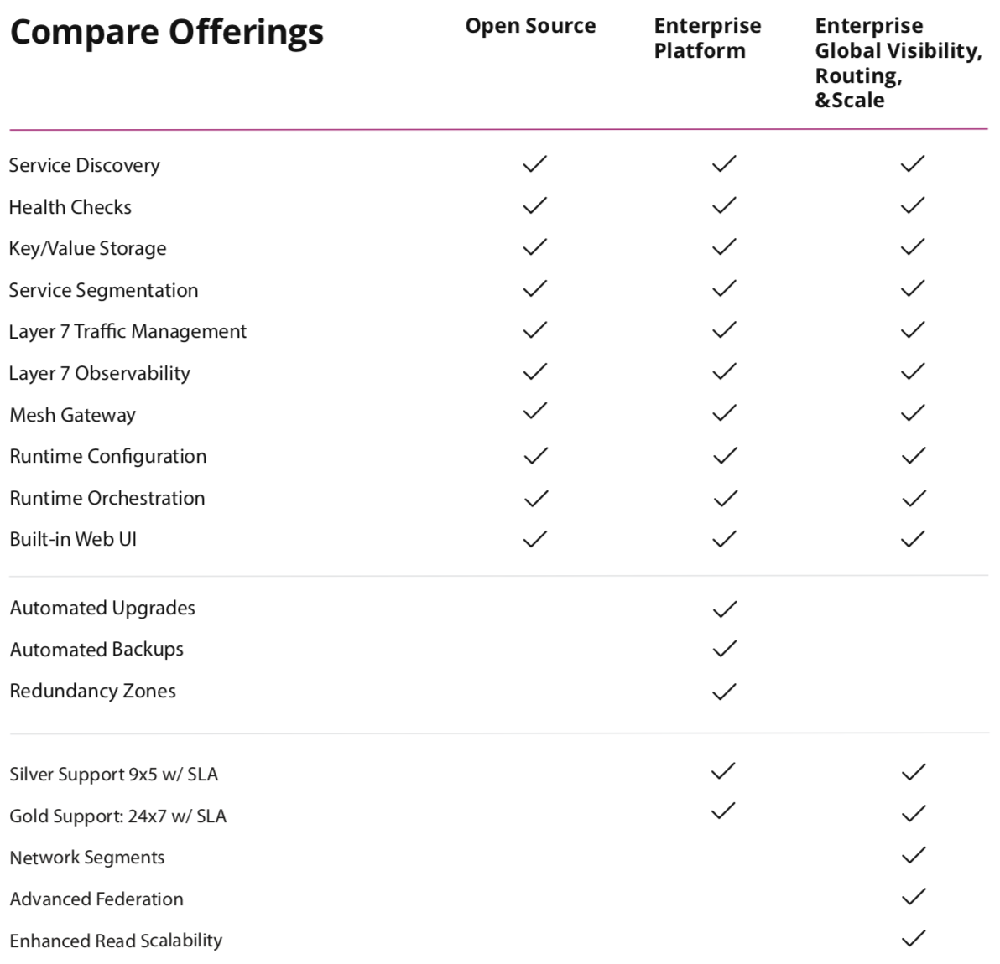 Compare Offerings
Open Source
Enterprise
Platform
Enterprise
Global Visibility,
Routing,
&Scale
Service Discovery
Health Checks
Key/Value Storage
Service Segmentation
Layer 7 Traffic Management
Layer 7 Observability
Mesh Gateway
Runtime Configuration
Runtime Orchestration
Built-in Web UI
Automated Upgrades
Automated Backups
Redundancy Zones
Silver Support 9x5 w/ SLA
Gold Support: 24x7 w/ SLA
Network Segments
Advanced Federation
Enhanced Read Scalability